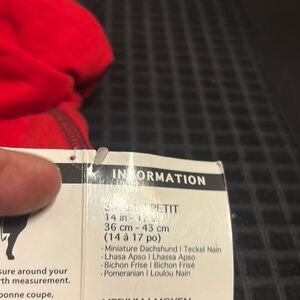 INFORMATION
PETIT
14 in - 17
36 cm - 43 cm
(14 à 17 po)
• Miniature Dachshund | Teckel Nain
• Lhasa Apso | Lhassa Apso
• Bichon Frise | Bichon Frisé
• Pomeranian | Loulou Nain
sure around your
rth measurement.
bonne coupe,